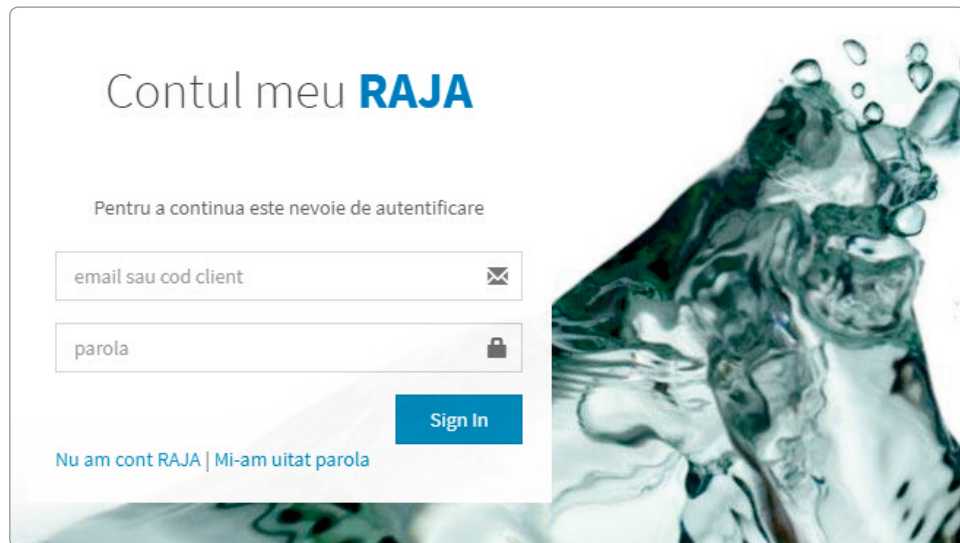 Contul meu RAJA
Pentru a continua este nevoie de autentificare
email sau cod client
parola
Sign In
Nu am cont RAJA | Mi-am uitat parola